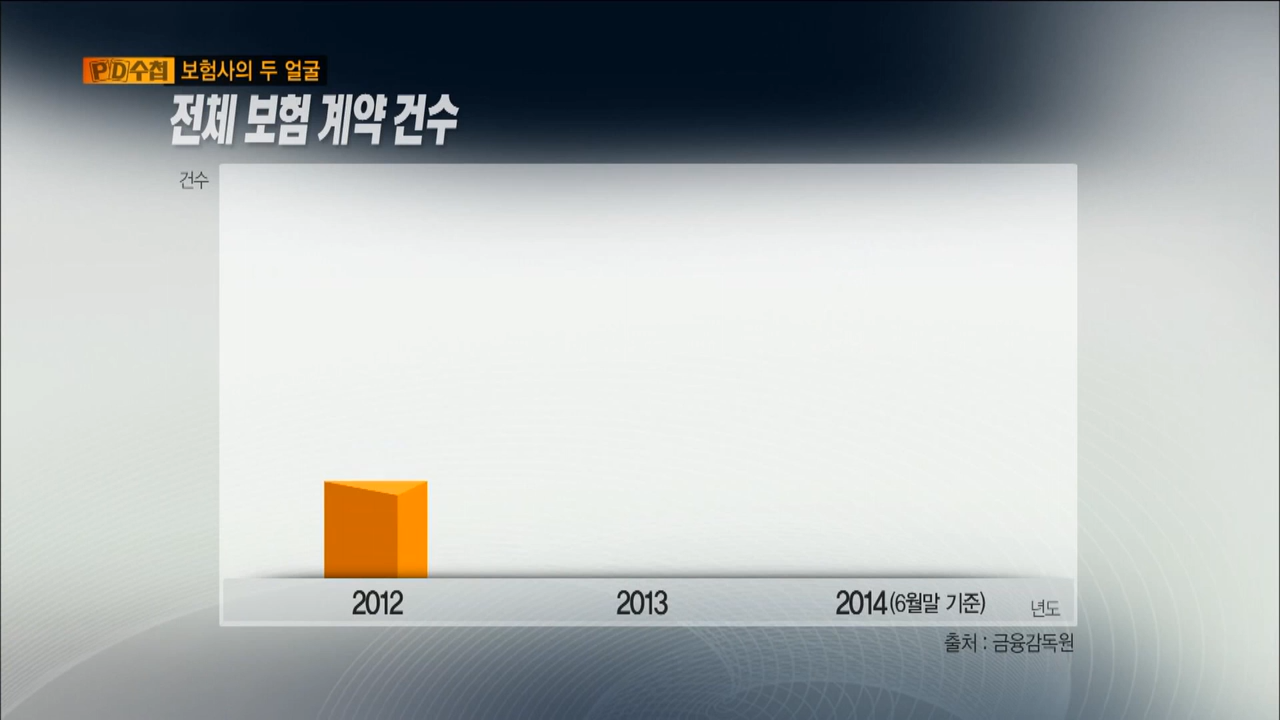 PD수첩 보험사의 두 얼굴
전체 보험 계약 건수
건수
2012 2013 2014(6월말 기준) 년도
출처 : 금융감독원